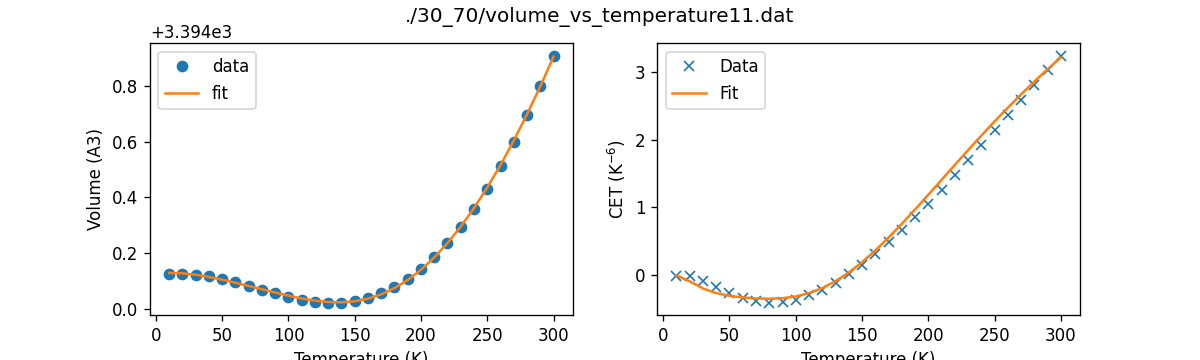 ./30_70/volume_vs_temperature11.dat
+3.394e3
data
fit
Volume (A3)
0.8
0.6
0.4
0.2
0.0
0 50 100 150 200 250 300
Temperature (K)
Data
Fit
CET (K⁻⁶)
3
2
1
0
0 50 100 150 200 250 300
Temperature (K)